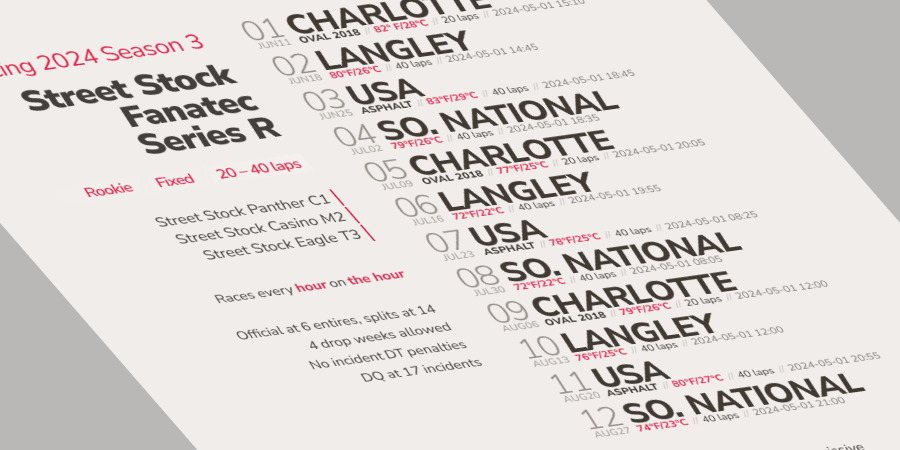 ing 2024 Season 3
Street Stock
Fanatec
Series R
Rookie Fixed 20 – 40 laps
Street Stock Panther C1
Street Stock Casino M2
Street Stock Eagle T3
Races every hour on the hour
Official at 6 entires, splits at 14
4 drop weeks allowed
No incident DT penalties
DQ at 17 incidents
01 CHARLOTTE
JUN11 OVAL 2018 // 82°F/28°C // 20 laps // 2024-05-01 15:10
02 LANGLEY
JUN18 80°F/26°C // 40 laps // 2024-05-01 14:45
03 USA
JUN25 ASPHALT // 83°F/29°C // 40 laps // 2024-05-01 18:45
04 SO. NATIONAL
JUL02 79°F/26°C // 40 laps // 2024-05-01 18:35
05 CHARLOTTE
JUL09 OVAL 2018 // 77°F/25°C // 20 laps // 2024-05-01 20:05
06 LANGLEY
JUL16 72°F/22°C // 40 laps // 2024-05-01 19:55
07 USA
JUL23 ASPHALT // 78°F/25°C // 40 laps // 2024-05-01 08:25
08 SO. NATIONAL
JUL30 72°F/22°C // 40 laps // 2024-05-01 08:05
09 CHARLOTTE
AUG06 OVAL 2018 // 79°F/26°C // 20 laps // 2024-05-01 12:00
10 LANGLEY
AUG13 76°F/25°C // 40 laps // 2024-05-01 12:00
11 USA
AUG20 ASPHALT // 80°F/27°C // 40 laps // 2024-05-01 20:55
12 SO. NATIONAL
AUG27 74°F/23°C // 40 laps // 2024-05-01 21:00